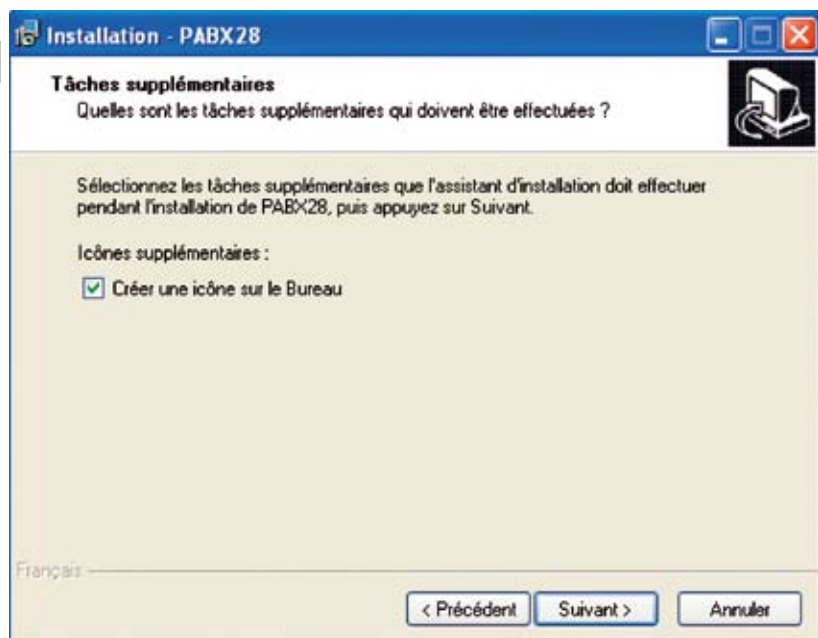 Installation - PABX28
Tâches supplémentaires
Quelles sont les tâches supplémentaires qui doivent être effectuées ?
Sélectionnez les tâches supplémentaires que l'assistant d'installation doit effectuer
pendant l'installation de PABX28, puis appuyez sur Suivant.
Icônes supplémentaires :
Créer une icône sur le Bureau
Français
< Précédent
Suivant >
Annuler